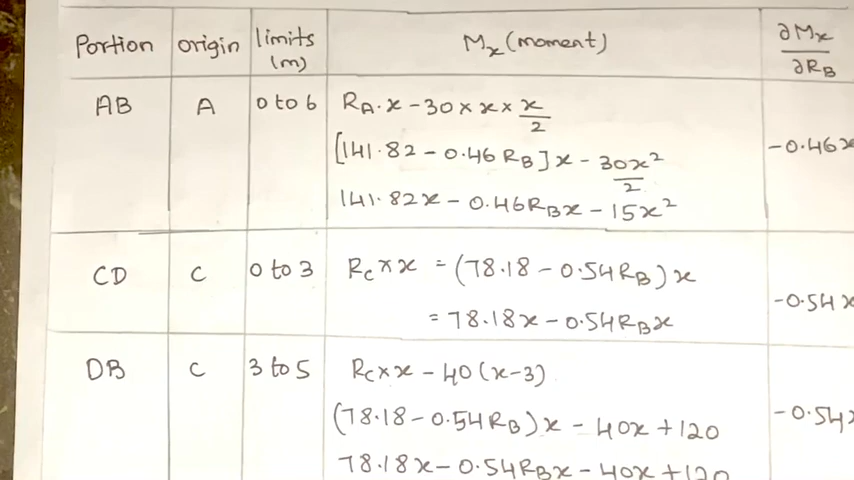 Portion origin limits (m) Mx (moment) ∂Mx/∂RB
AB A 0 to 6 RA.x - 30 × x × x/2
[141.82 - 0.46 RB]x - 30x²/2 -0.46x
141.82x - 0.46RBx - 15x²
CD C 0 to 3 Rc×x = (78.18 - 0.54RB)x
= 78.18x - 0.54RBx -0.54x
DB C 3 to 5 Rc×x - 40(x-3)
(78.18 - 0.54RB)x - 40x + 120 -0.54x
78.18x - 0.54RBx - 40x + 120